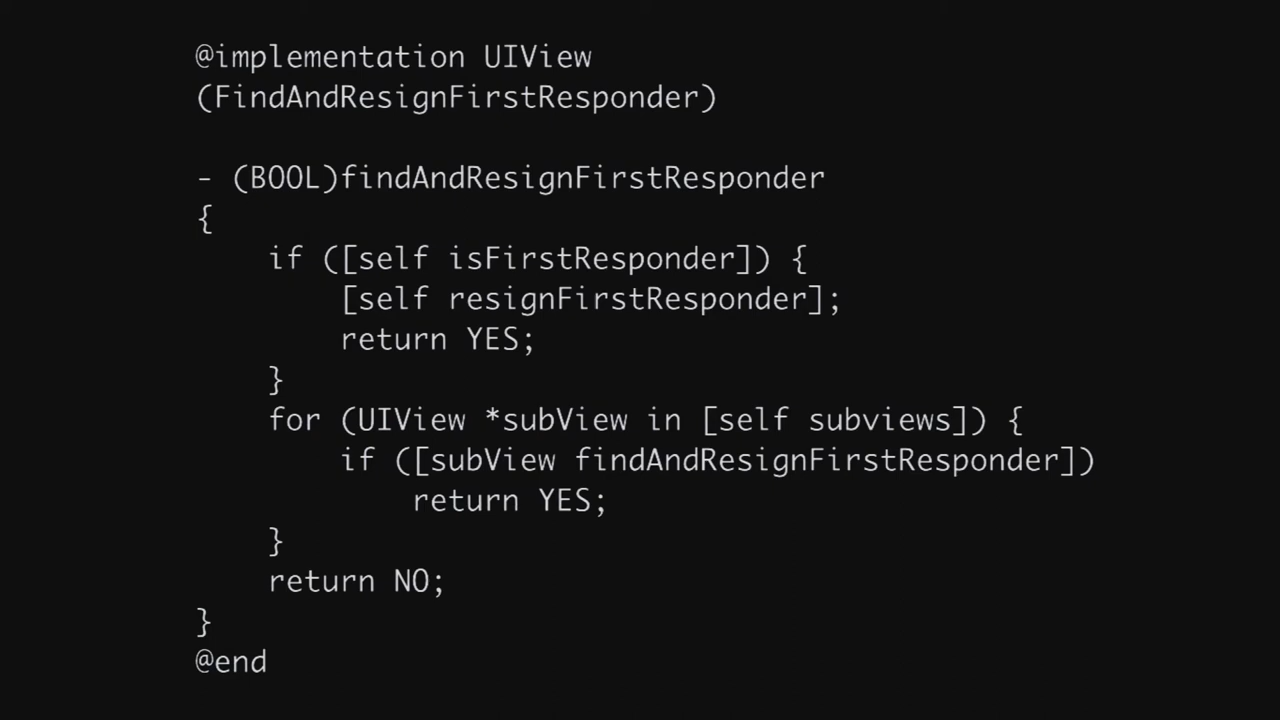 @implementation UIView
(FindAndResignFirstResponder)

- (BOOL)findAndResignFirstResponder
{
    if ([self isFirstResponder]) {
        [self resignFirstResponder];
        return YES;
    }
    for (UIView *subView in [self subviews]) {
        if ([subView findAndResignFirstResponder])
            return YES;
    }
    return NO;
}
@end